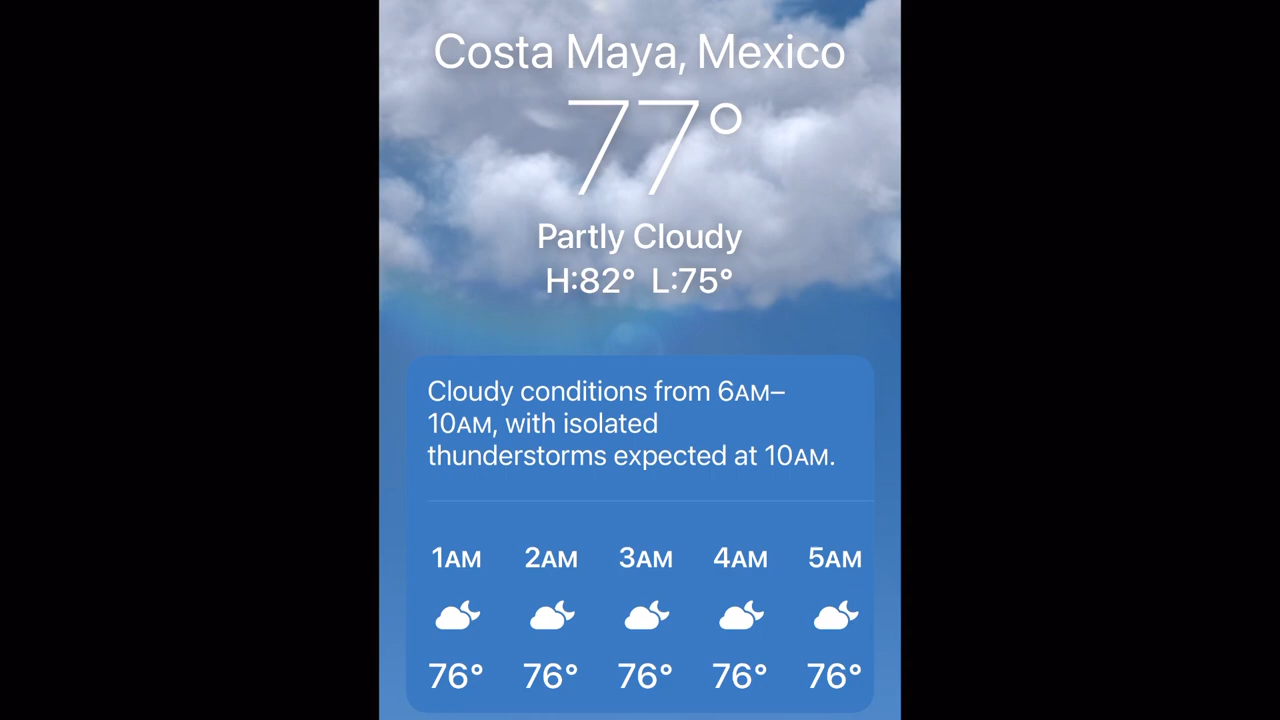 Costa Maya, Mexico
77°
Partly Cloudy
H:82° L:75°
Cloudy conditions from 6AM–
10AM, with isolated
thunderstorms expected at 10AM.
1AM 2AM 3AM 4AM 5AM
76° 76° 76° 76° 76°